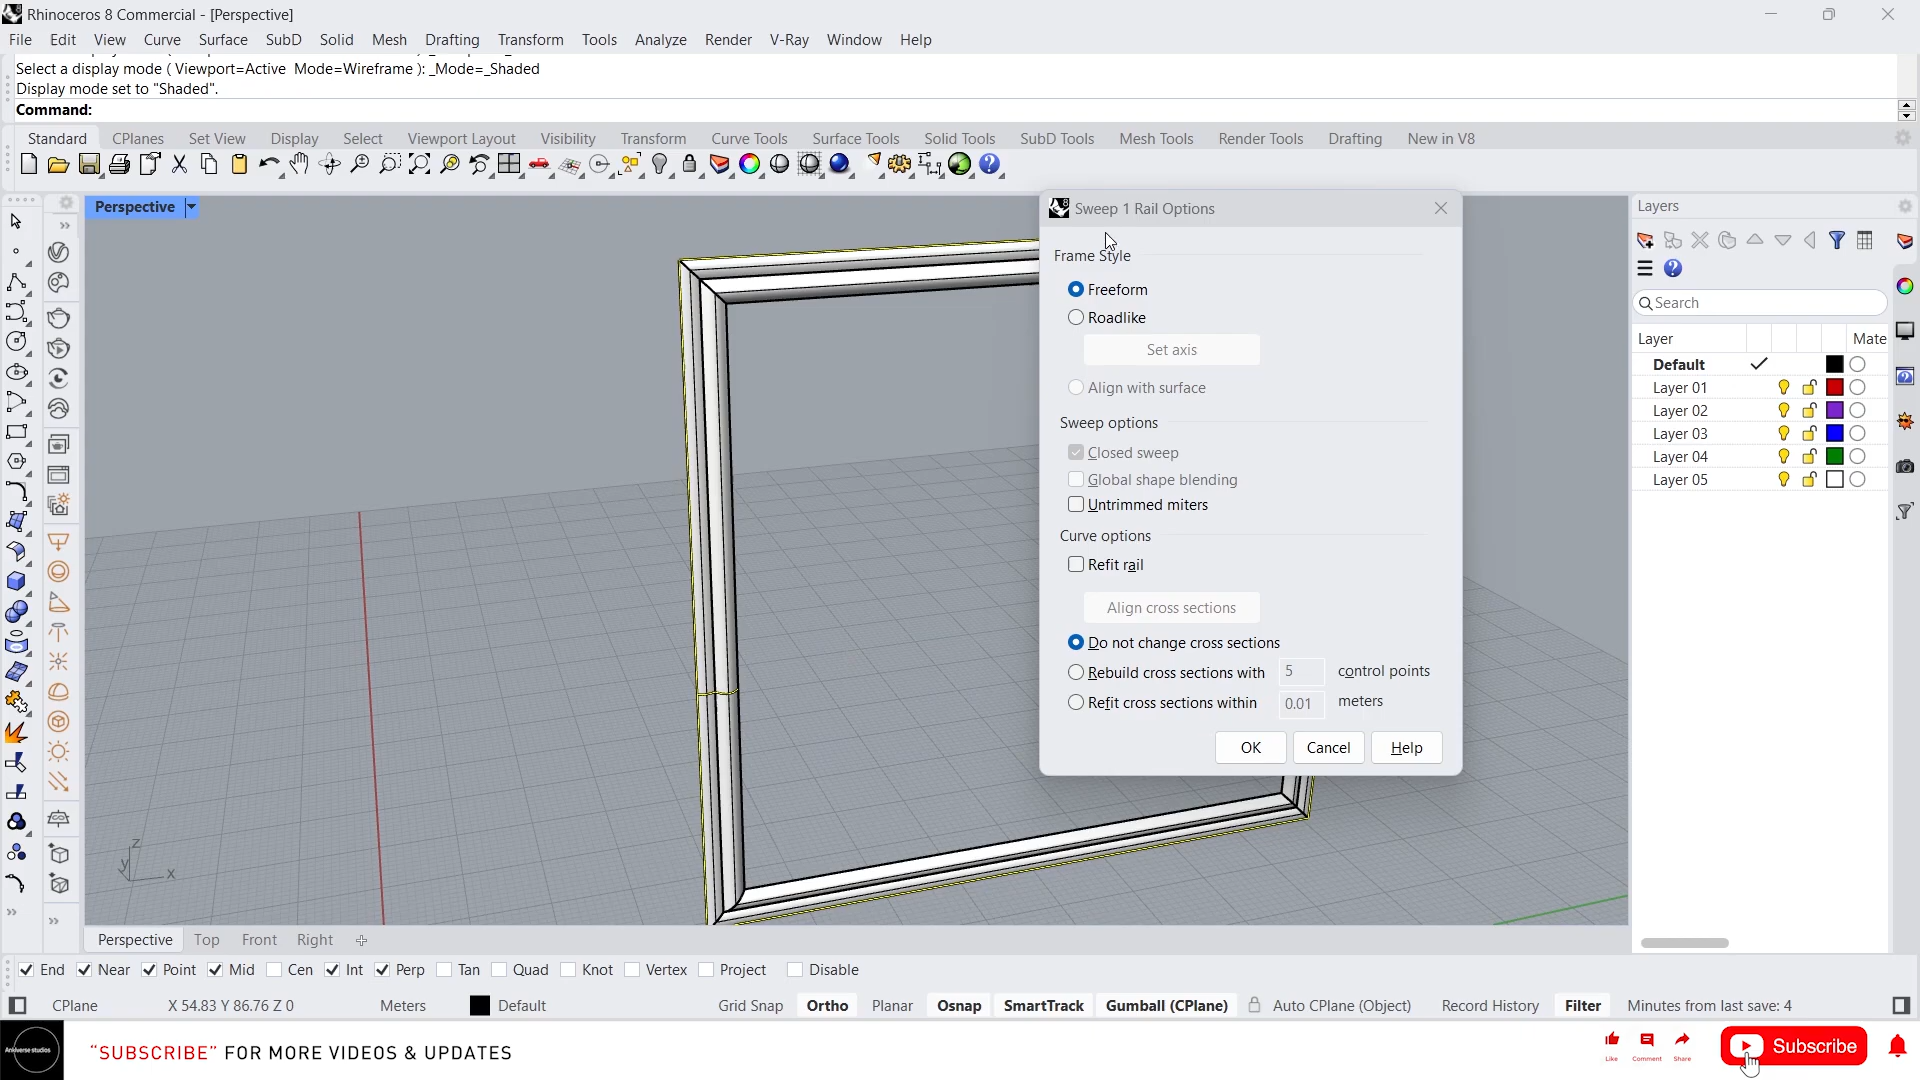 Rhinoceros 8 Commercial - [Perspective]
File Edit View Curve Surface SubD Solid Mesh Drafting Transform Tools Analyze Render V-Ray Window Help
Select a display mode ( Viewport=Active Mode=Wireframe ): _Mode=_Shaded
Display mode set to "Shaded".
Command:
Standard CPlanes Set View Display Select Viewport Layout Visibility Transform Curve Tools Surface Tools Solid Tools SubD Tools Mesh Tools Render Tools Drafting New in V8
Perspective
Sweep 1 Rail Options
Frame Style
Freeform
Roadlike
Set axis
Align with surface
Sweep options
Closed sweep
Global shape blending
Untrimmed miters
Curve options
Refit rail
Align cross sections
Do not change cross sections
Rebuild cross sections with 5 control points
Refit cross sections within 0.01 meters
OK Cancel Help
Layers
Search
Layer Mate
Default
Layer 01
Layer 02
Layer 03
Layer 04
Layer 05
z
y
x
Perspective Top Front Right
End Near Point Mid Cen Int Perp Tan Quad Knot Vertex Project Disable
CPlane X 54.83 Y 86.76 Z 0 Meters Default Grid Snap Ortho Planar Osnap SmartTrack Gumball (CPlane) Auto CPlane (Object) Record History Filter Minutes from last save: 4
"SUBSCRIBE" FOR MORE VIDEOS & UPDATES
Like Comment Share
Subscribe